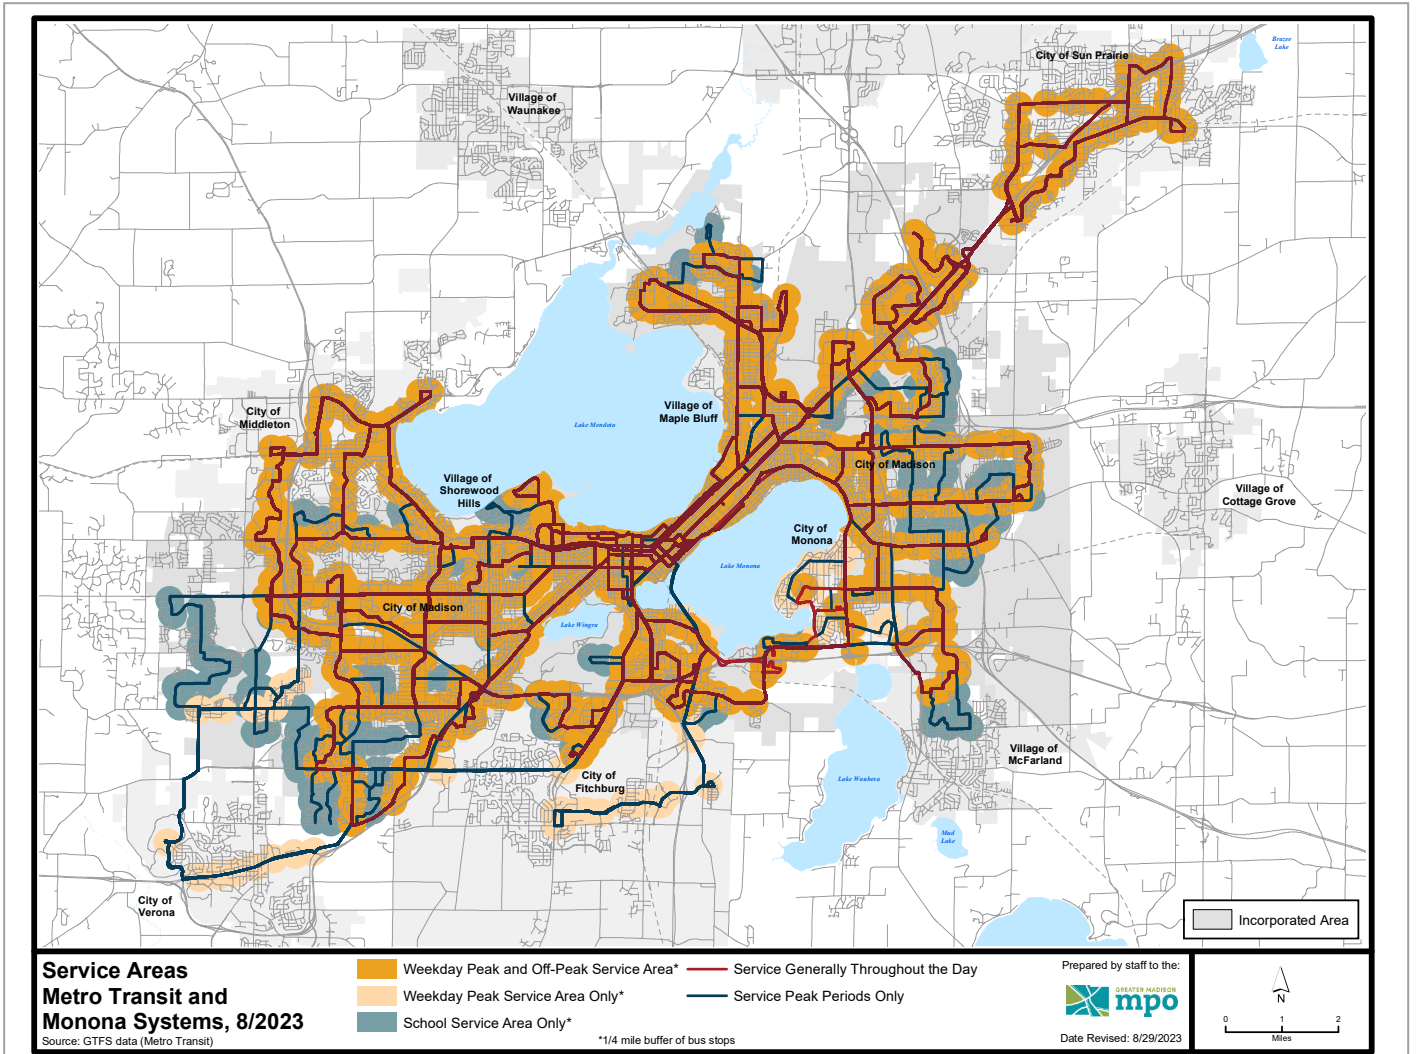 City of Sun Prairie
Brazee
Lake
Village of
Waunakee
City of
Middleton
Village of
Maple Bluff
Lake Mendota
City of Madison
Village of
Shorewood
Hills
Village of
Cottage Grove
City of
Monona
Lake Monona
City of Madison
Lake Wingra
Village of
McFarland
City of
Fitchburg
Lake Waubesa
Mud
Lake
City of
Verona
Incorporated Area
Service Areas
Metro Transit and
Monona Systems, 8/2023
Source: GTFS data (Metro Transit)
Weekday Peak and Off-Peak Service Area*
Weekday Peak Service Area Only*
School Service Area Only*
Service Generally Throughout the Day
Service Peak Periods Only
*1/4 mile buffer of bus stops
Prepared by staff to the:
GREATER MADISON
mpo
Date Revised: 8/29/2023
N
0 1 2
Miles